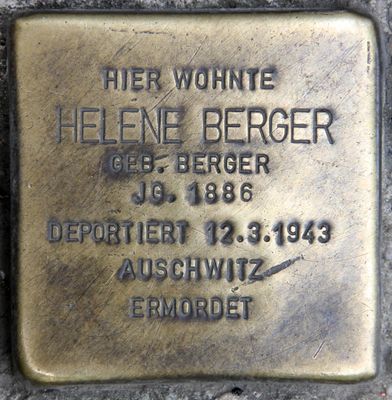 HIER WOHNTE
HELENE BERGER
GEB. BERGER
JG. 1886
DEPORTIERT 12.3.1943
AUSCHWITZ
ERMORDET